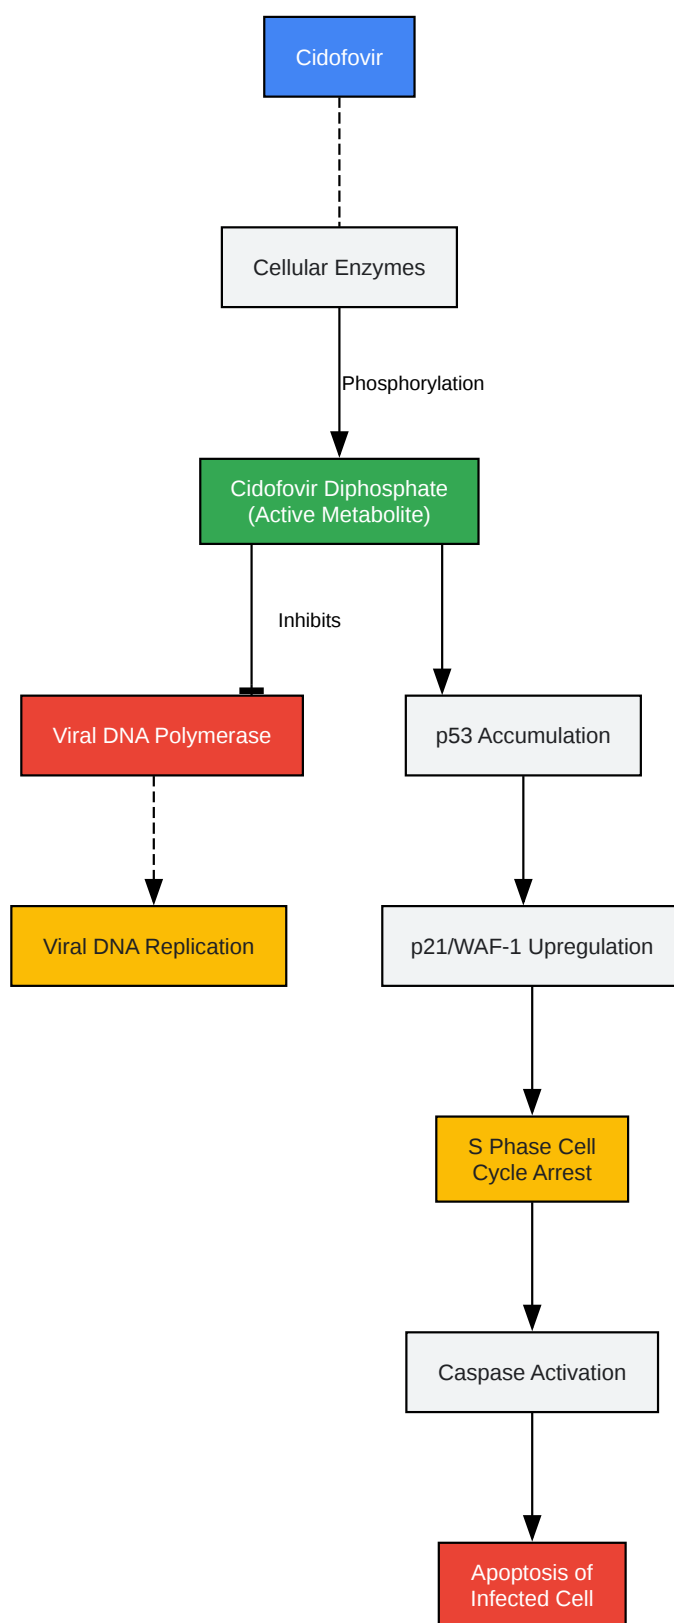 Cidofovir
Cellular Enzymes
Phosphorylation
Cidofovir Diphosphate
(Active Metabolite)
Inhibits
Viral DNA Polymerase
p53 Accumulation
Viral DNA Replication
p21/WAF-1 Upregulation
S Phase Cell
Cycle Arrest
Caspase Activation
Apoptosis of
Infected Cell